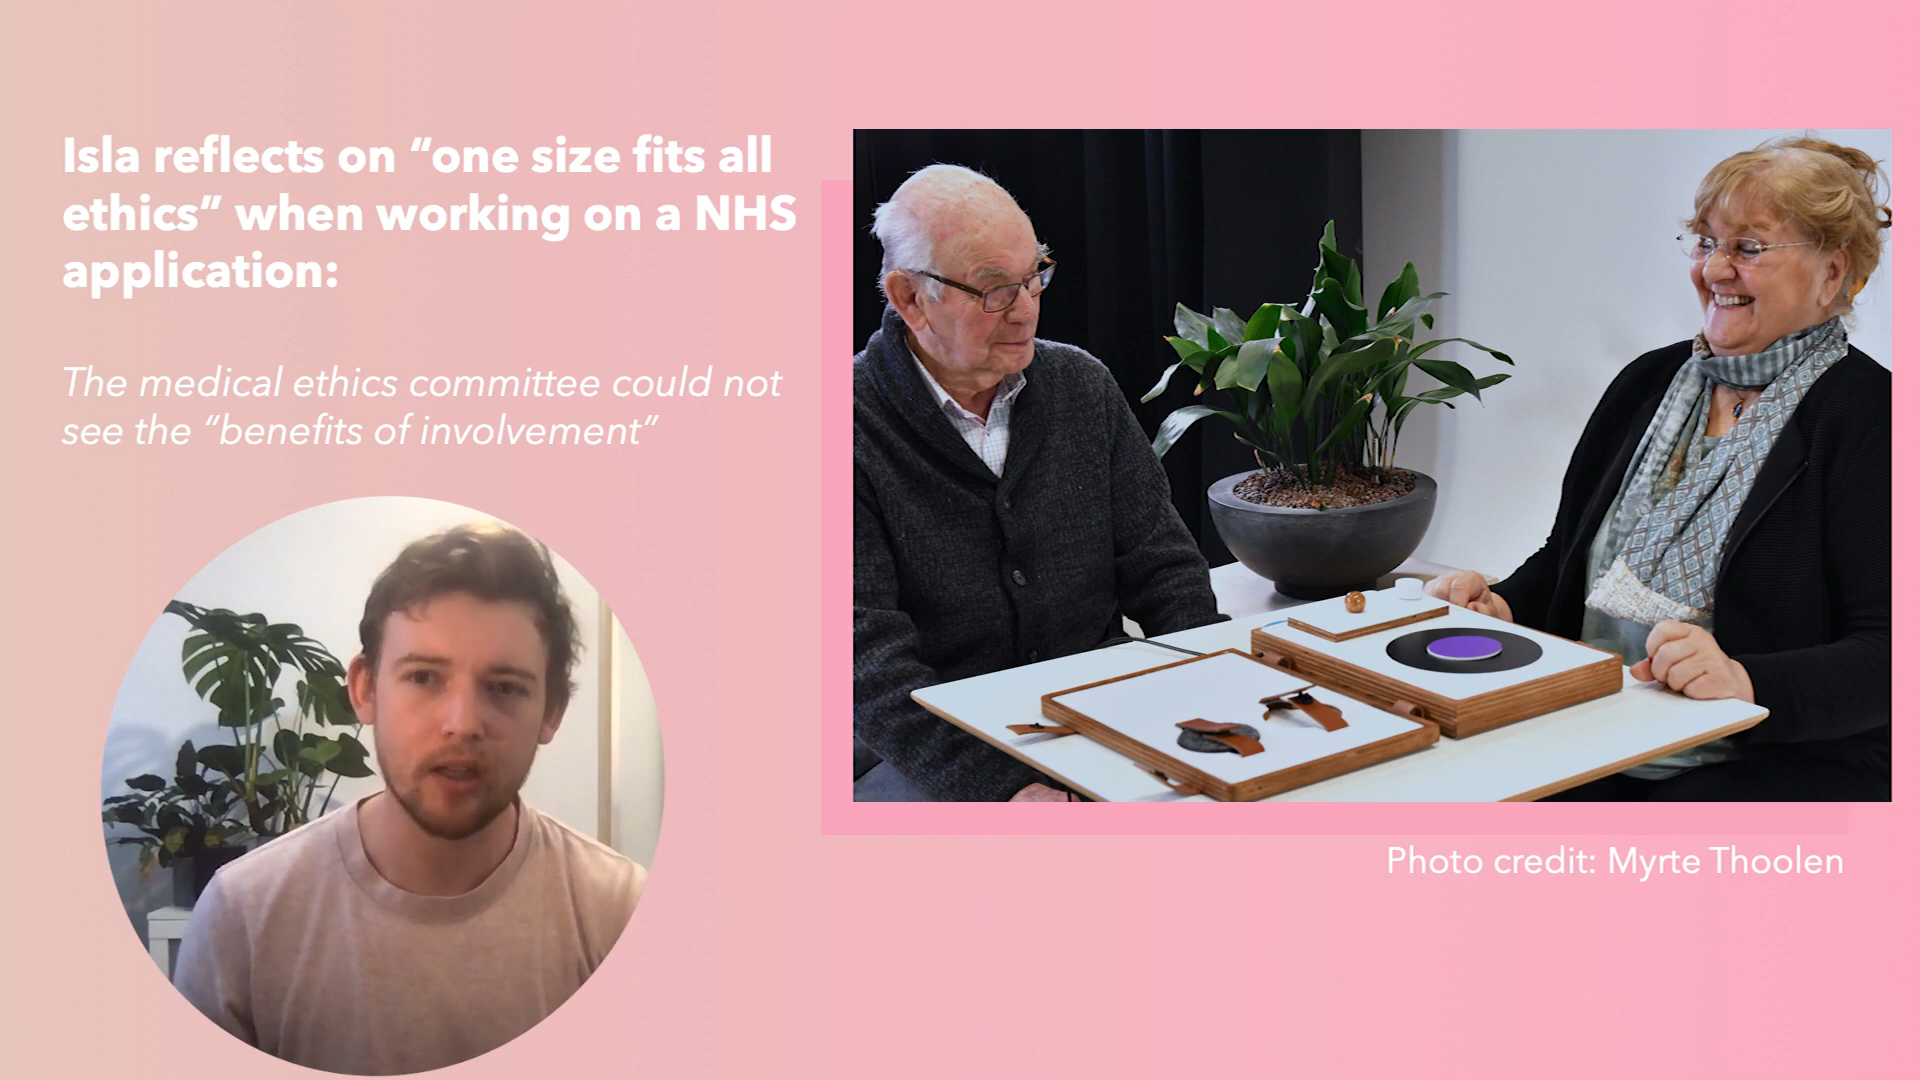 Isla reflects on “one size fits all
ethics” when working on a NHS
application:
The medical ethics committee could not
see the “benefits of involvement”
Photo credit: Myrte Thoolen